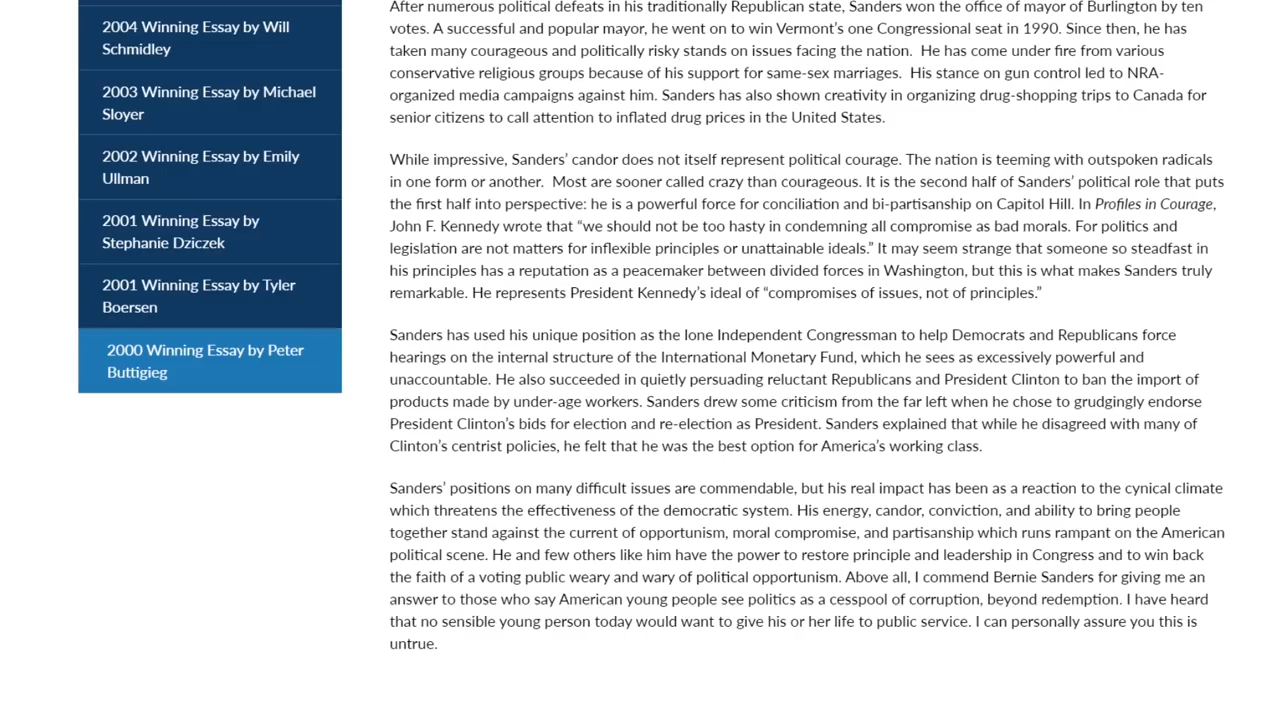 2004 Winning Essay by Will
Schmidley
2003 Winning Essay by Michael
Sloyer
2002 Winning Essay by Emily
Ullman
2001 Winning Essay by
Stephanie Dziczek
2001 Winning Essay by Tyler
Boersen
2000 Winning Essay by Peter
Buttigieg
After numerous political defeats in his traditionally Republican state, Sanders won the office of mayor of Burlington by ten
votes. A successful and popular mayor, he went on to win Vermont's one Congressional seat in 1990. Since then, he has
taken many courageous and politically risky stands on issues facing the nation.  He has come under fire from various
conservative religious groups because of his support for same-sex marriages.  His stance on gun control led to NRA-
organized media campaigns against him. Sanders has also shown creativity in organizing drug-shopping trips to Canada for
senior citizens to call attention to inflated drug prices in the United States.
While impressive, Sanders' candor does not itself represent political courage. The nation is teeming with outspoken radicals
in one form or another.  Most are sooner called crazy than courageous. It is the second half of Sanders' political role that puts
the first half into perspective: he is a powerful force for conciliation and bi-partisanship on Capitol Hill. In Profiles in Courage,
John F. Kennedy wrote that “we should not be too hasty in condemning all compromise as bad morals. For politics and
legislation are not matters for inflexible principles or unattainable ideals.” It may seem strange that someone so steadfast in
his principles has a reputation as a peacemaker between divided forces in Washington, but this is what makes Sanders truly
remarkable. He represents President Kennedy's ideal of “compromises of issues, not of principles.”
Sanders has used his unique position as the lone Independent Congressman to help Democrats and Republicans force
hearings on the internal structure of the International Monetary Fund, which he sees as excessively powerful and
unaccountable. He also succeeded in quietly persuading reluctant Republicans and President Clinton to ban the import of
products made by under-age workers. Sanders drew some criticism from the far left when he chose to grudgingly endorse
President Clinton's bids for election and re-election as President. Sanders explained that while he disagreed with many of
Clinton's centrist policies, he felt that he was the best option for America's working class.
Sanders' positions on many difficult issues are commendable, but his real impact has been as a reaction to the cynical climate
which threatens the effectiveness of the democratic system. His energy, candor, conviction, and ability to bring people
together stand against the current of opportunism, moral compromise, and partisanship which runs rampant on the American
political scene. He and few others like him have the power to restore principle and leadership in Congress and to win back
the faith of a voting public weary and wary of political opportunism. Above all, I commend Bernie Sanders for giving me an
answer to those who say American young people see politics as a cesspool of corruption, beyond redemption. I have heard
that no sensible young person today would want to give his or her life to public service. I can personally assure you this is
untrue.